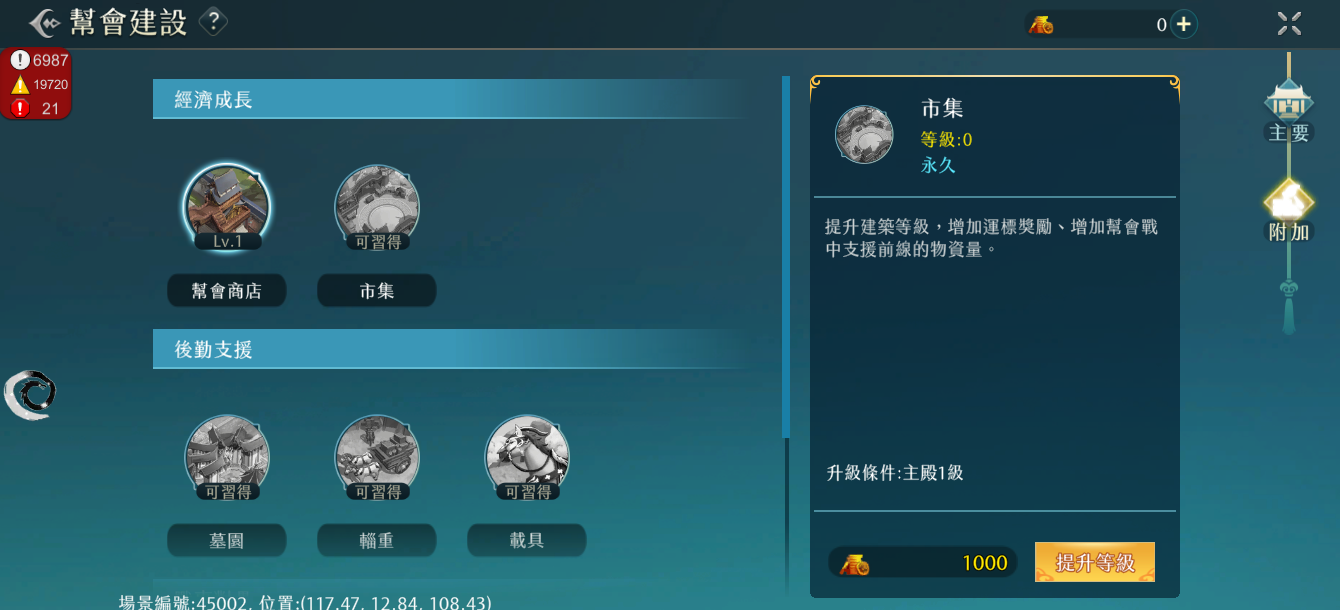 幫會建設 ?
0 +
6987
19720
21
經濟成長
Lv.1
可習得
幫會商店
市集
後勤支援
可習得
可習得
可習得
墓園
輜重
載具
場景編號:45002, 位置:(117.47, 12.84, 108.43)
市集
等級:0
永久
提升建築等級，增加運標獎勵、增加幫會戰
中支援前線的物資量。
升級條件:主殿1級
1000
提升等級
主要
附加